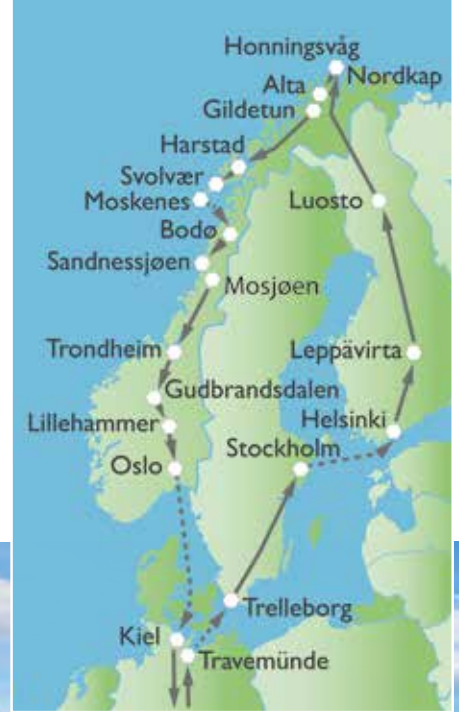 Honningsvåg
Alta Nordkap
Gildetun
Harstad
Svolvær
Moskenes
Luosto
Bodø
Sandnessjøen
Mosjøen
Trondheim
Leppävirta
Gudbrandsdalen
Lillehammer
Helsinki
Stockholm
Oslo
Trelleborg
Kiel
Travemünde